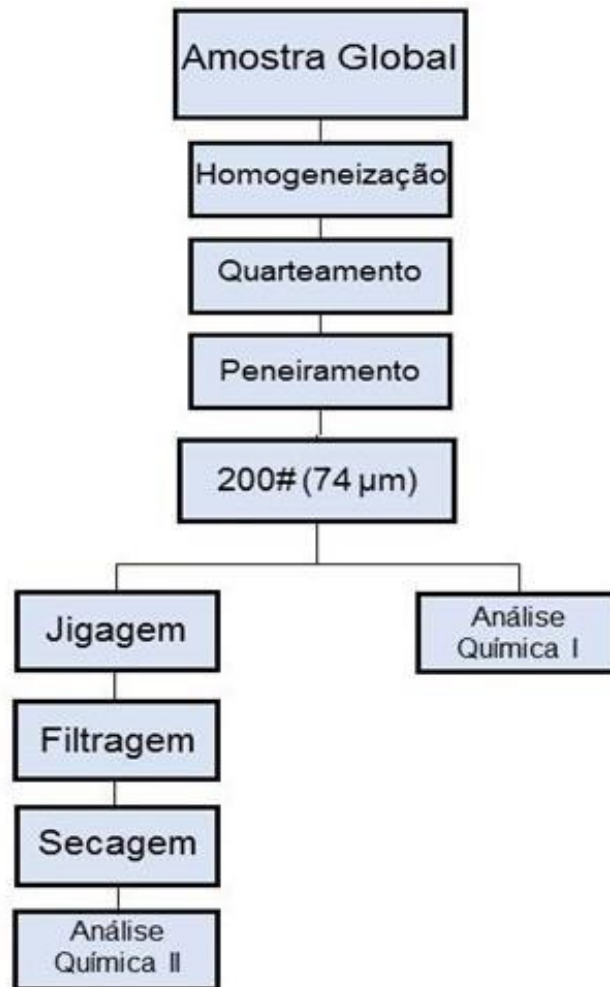 Amostra Global
Homogeneização
Quarteamento
Peneiramento
200# (74 µm)
Jigagem
Análise
Química I
Filtragem
Secagem
Análise
Química II